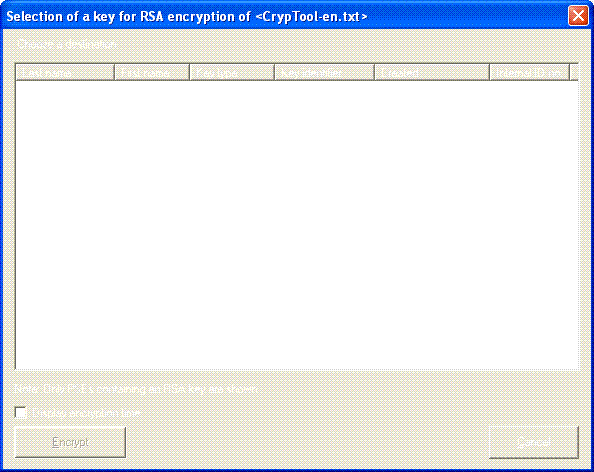 Selection of a key for RSA encryption of <CrypTool-en.txt>
Choose a destination:
Last name First name Key type Key identifier Created Internal ID no.
Note: Only PSEs containing an RSA key are shown.
Display encryption time
Encrypt Cancel